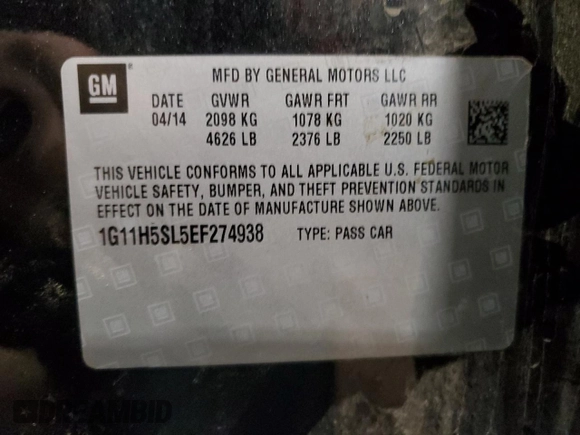 GM
MFD BY GENERAL MOTORS LLC
DATE GVWR GAWR FRT GAWR RR
04/14 2098 KG 1078 KG 1020 KG
4626 LB 2376 LB 2250 LB
THIS VEHICLE CONFORMS TO ALL APPLICABLE U.S. FEDERAL MOTOR
VEHICLE SAFETY, BUMPER, AND THEFT PREVENTION STANDARDS IN
EFFECT ON THE DATE OF MANUFACTURE SHOWN ABOVE.
1G11H5SL5EF274938 TYPE: PASS CAR